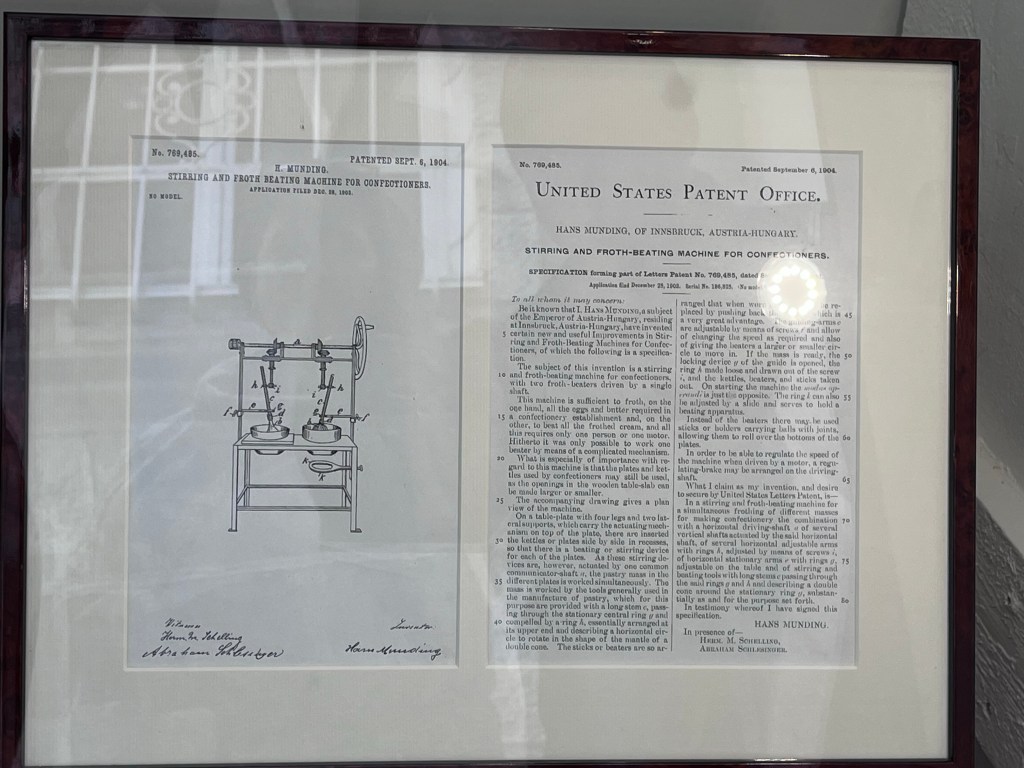 No. 769,485.
PATENTED SEPT. 6, 1904.
H. MUNDING.
STIRRING AND FROTH BEATING MACHINE FOR CONFECTIONERS.
APPLICATION FILED DEC. 28, 1903.
NO MODEL.
Witnesses
Abraham Schlesinger
Inventor
Hans Munding
No. 769,485.
Patented September 6, 1904.
UNITED STATES PATENT OFFICE.
HANS MUNDING, OF INNSBRUCK, AUSTRIA-HUNGARY.
STIRRING AND FROTH-BEATING MACHINE FOR CONFECTIONERS.
SPECIFICATION forming part of Letters Patent No. 769,485, dated
Application filed December 28, 1903. Serial No.
To all whom it may concern:
Be it known that I, HANS MUNDING, a subject
of the Emperor of Austria-Hungary, residing
at Innsbruck, Austria-Hungary, have invented
5 certain new and useful Improvements in Stir-
ring and Froth-Beating Machines for Confec-
tioners, of which the following is a specifica-
tion.
The subject of this invention is a stirring
10 and froth-beating machine for confectioners,
with two froth-beaters driven by a single
shaft.
This machine is sufficient to froth, on the
one hand, all the eggs and butter required in
15 a confectionery establishment and, on the
other, to beat all the frothed cream, and all
this requires only one person or one motor.
Hitherto it was only possible to work one
beater by means of a complicated mechanism.
20 What is especially of importance with re-
gard to this machine is that the plates and ket-
tles used by confectioners may still be used,
as the openings in the wooden table-slab can
be made larger or smaller.
25 The accompanying drawing gives a plan
view of the machine.
On a table-plate with four legs and two lat-
eral supports, which carry the actuating mech-
anism on top of the plate, there are inserted
30 the kettles or plates side by side in recesses,
so that there is a beating or stirring device
for each of the plates. As these stirring de-
vices are, however, actuated by one common
communicator-shaft a, the pastry mass in the
35 different plates is worked simultaneously. The
mass is worked by the tools generally used in
the manufacture of pastry, which for this
purpose are provided with a long stem c, pass-
ing through the stationary central ring g and
40 compelled by a ring h, essentially arranged at
its upper end and describing a horizontal cir-
cle to rotate in the shape of the mantle of a
double cone. The sticks or beaters are so ar-
ranged that when worn re-
placed by pushing back which is 45
a very great advantage. The guiding-arms e
are adjustable by means of screws f and allow
of changing the speed as required and also
of giving the beaters a larger or smaller cir-
cle to move in. If the mass is ready, the 50
locking device g of the guide is opened, the
ring h made loose and drawn out of the screw
i, and the kettles, beaters, and sticks taken
out. On starting the machine the modus op-
erandi is just the opposite. The ring k can also 55
be adjusted by a slide and serves to hold a
beating apparatus.
Instead of the beaters there may be used
sticks or holders carrying balls with joints,
allowing them to roll over the bottoms of the 60
plates.
In order to be able to regulate the speed of
the machine when driven by a motor, a regu-
lating-brake may be arranged on the driving-
shaft. 65
What I claim as my invention, and desire
to secure by United States Letters Patent, is—
In a stirring and froth-beating machine for
a simultaneous frothing of different masses
for making confectionery the combination 70
with a horizontal driving-shaft a of several
vertical shafts actuated by the said horizontal
shaft, of several horizontal adjustable arms
with rings h, adjusted by means of screws i,
of horizontal stationary arms e with rings g, 75
adjustable on the table and of stirring and
beating tools with long stems c passing through
the said rings g and h and describing a double
cone around the stationary ring g, substan-
tially as and for the purpose set forth. 80
In testimony whereof I have signed this
specification.
HANS MUNDING.
In presence of—
HERM. M. SCHELLING,
ABRAHAM SCHLESINGER.